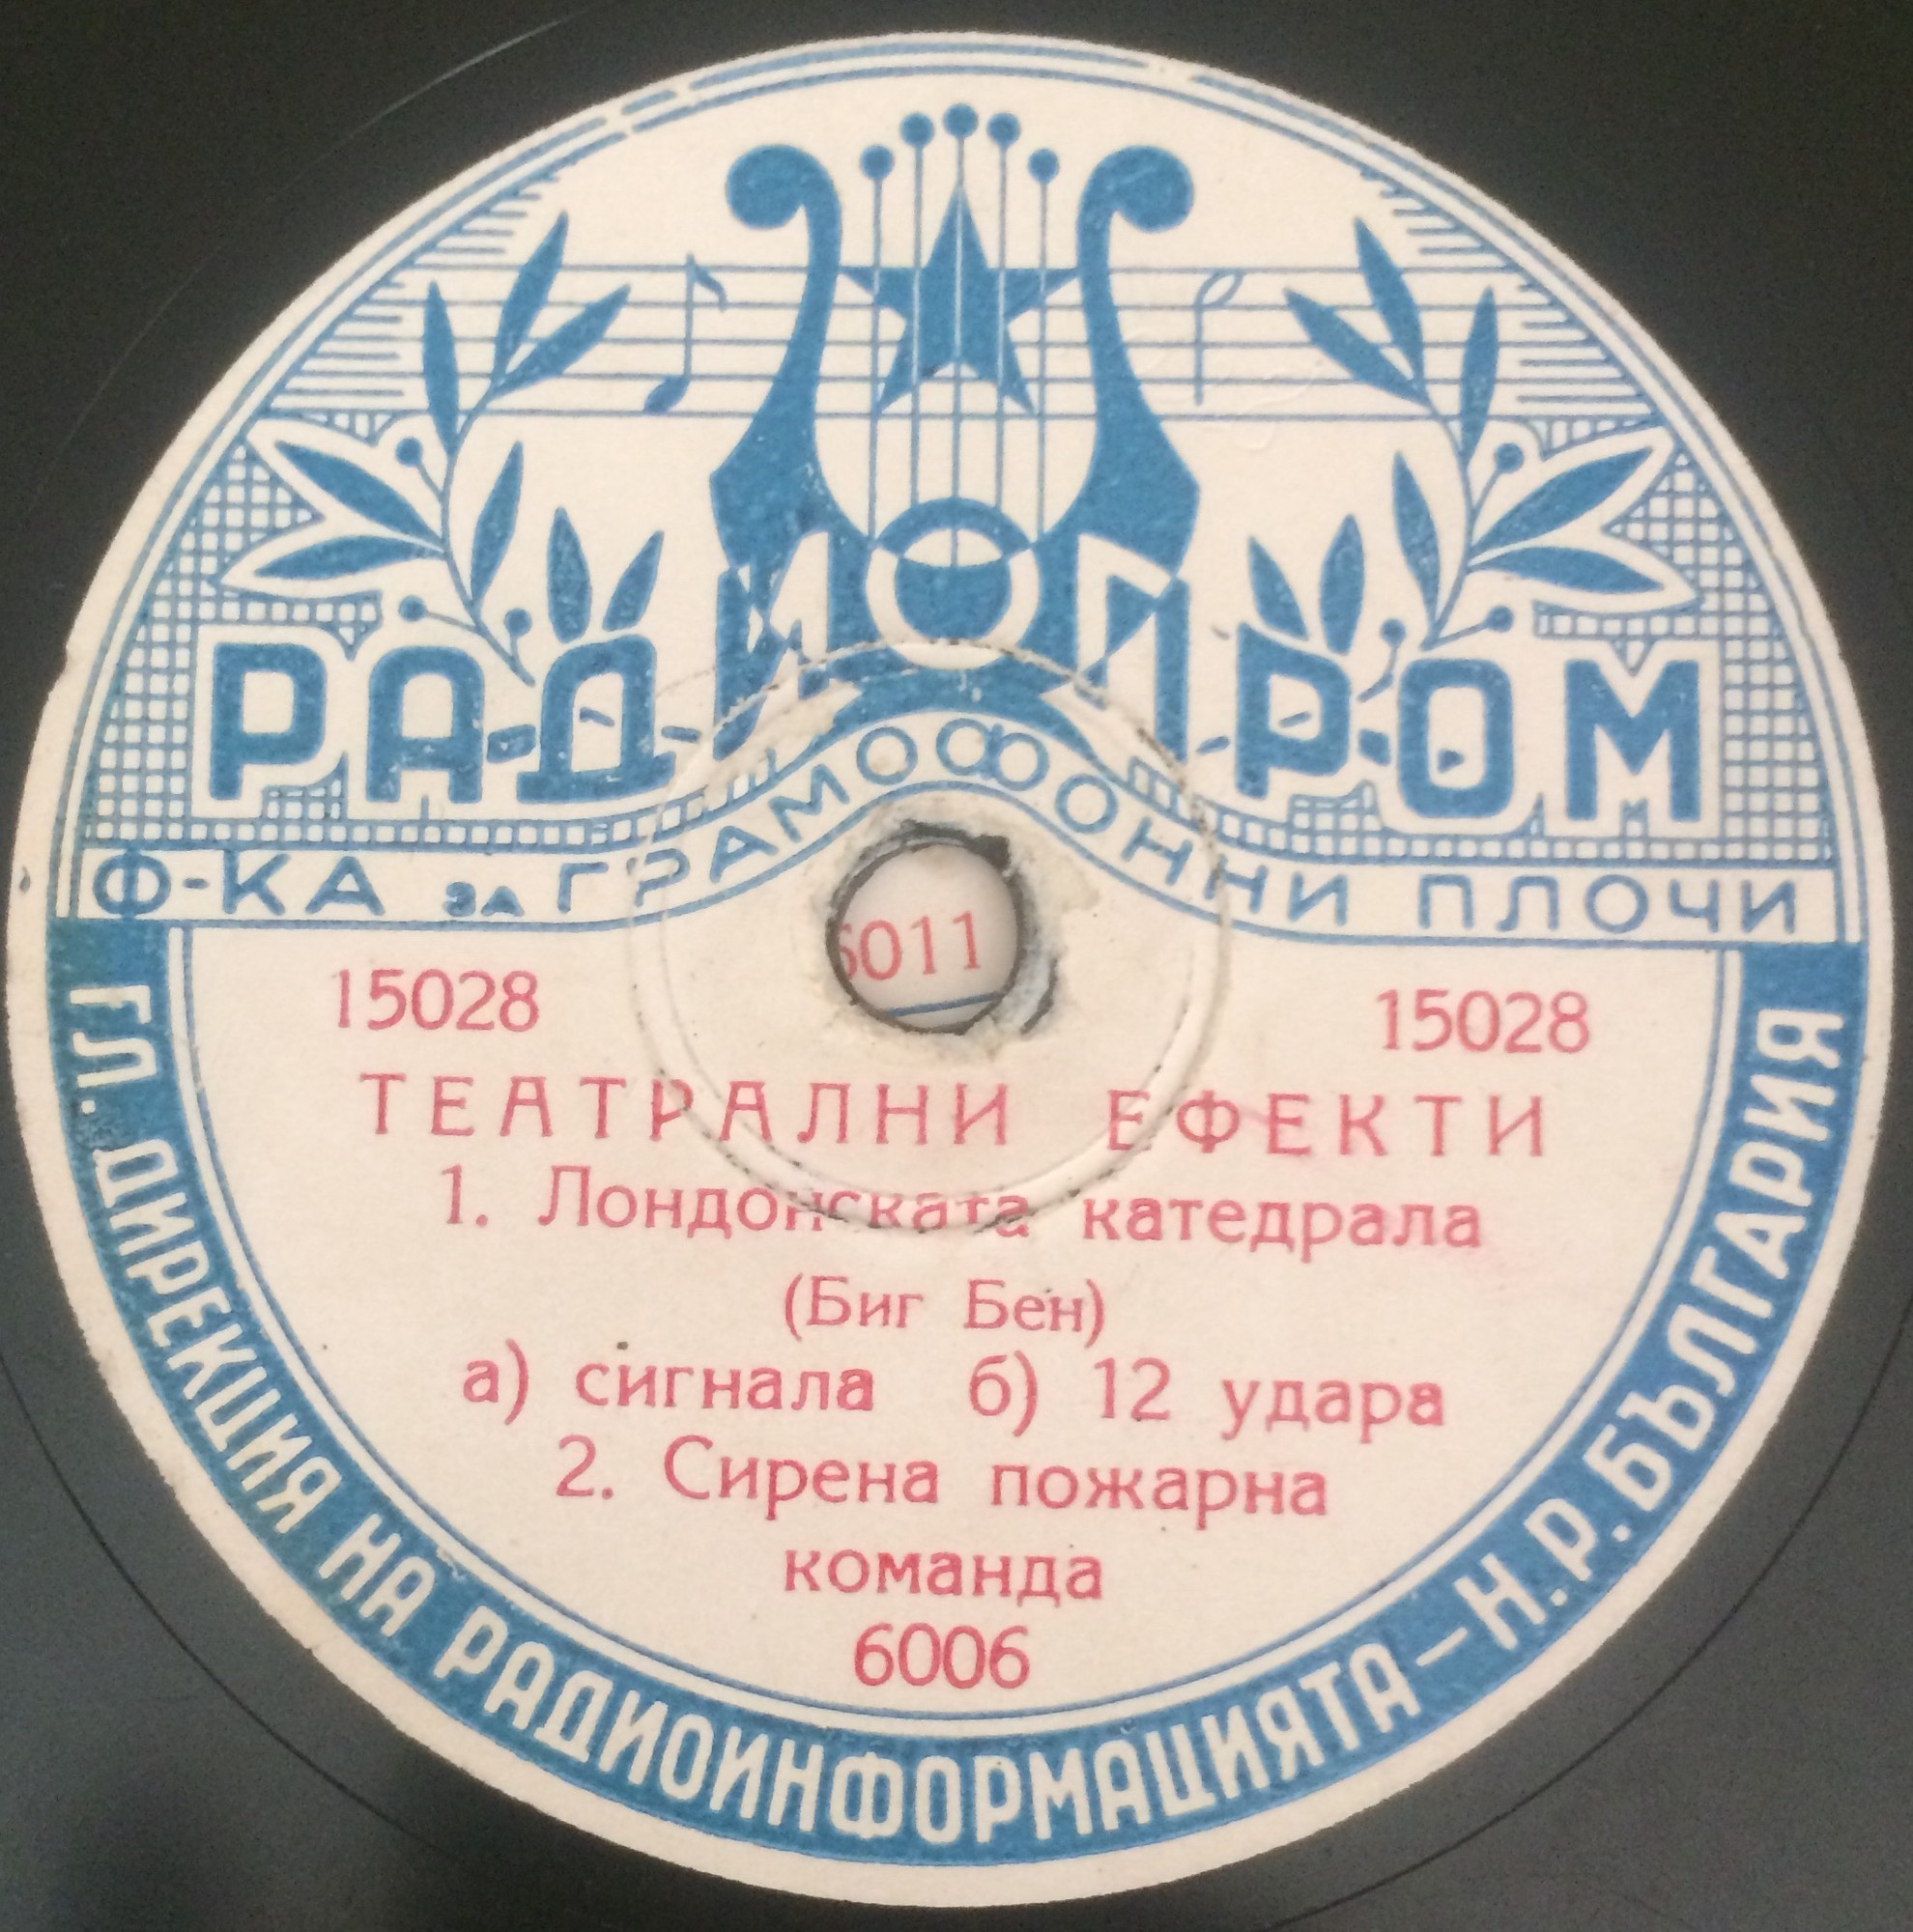 РАДИОПРОМ
Ф-КА ЗА ГРАМОФОННИ ПЛОЧИ
6011
15028 15028
ТЕАТРАЛНИ ЕФЕКТИ
1. Лондонската катедрала
(Биг Бен)
а) сигнала б) 12 удара
2. Сирена пожарна
команда
6006
ГЛ. ДИРЕКЦИЯ НА РАДИОИНФОРМАЦИЯТА – Н.Р. БЪЛГАРИЯ